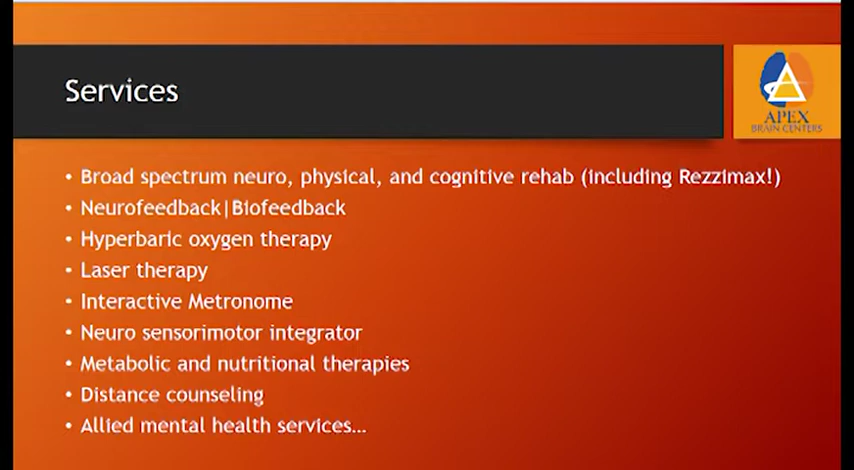 Services
APEX
BRAIN CENTERS
• Broad spectrum neuro, physical, and cognitive rehab (including Rezzimax!)
• Neurofeedback|Biofeedback
• Hyperbaric oxygen therapy
• Laser therapy
• Interactive Metronome
• Neuro sensorimotor integrator
• Metabolic and nutritional therapies
• Distance counseling
• Allied mental health services…